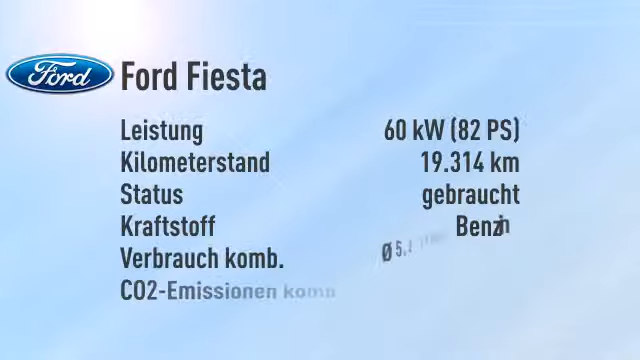 Ford Ford Fiesta
Leistung 60 kW (82 PS)
Kilometerstand 19.314 km
Status gebraucht
Kraftstoff Benzin
Verbrauch komb. Ø
CO2-Emissionen komb